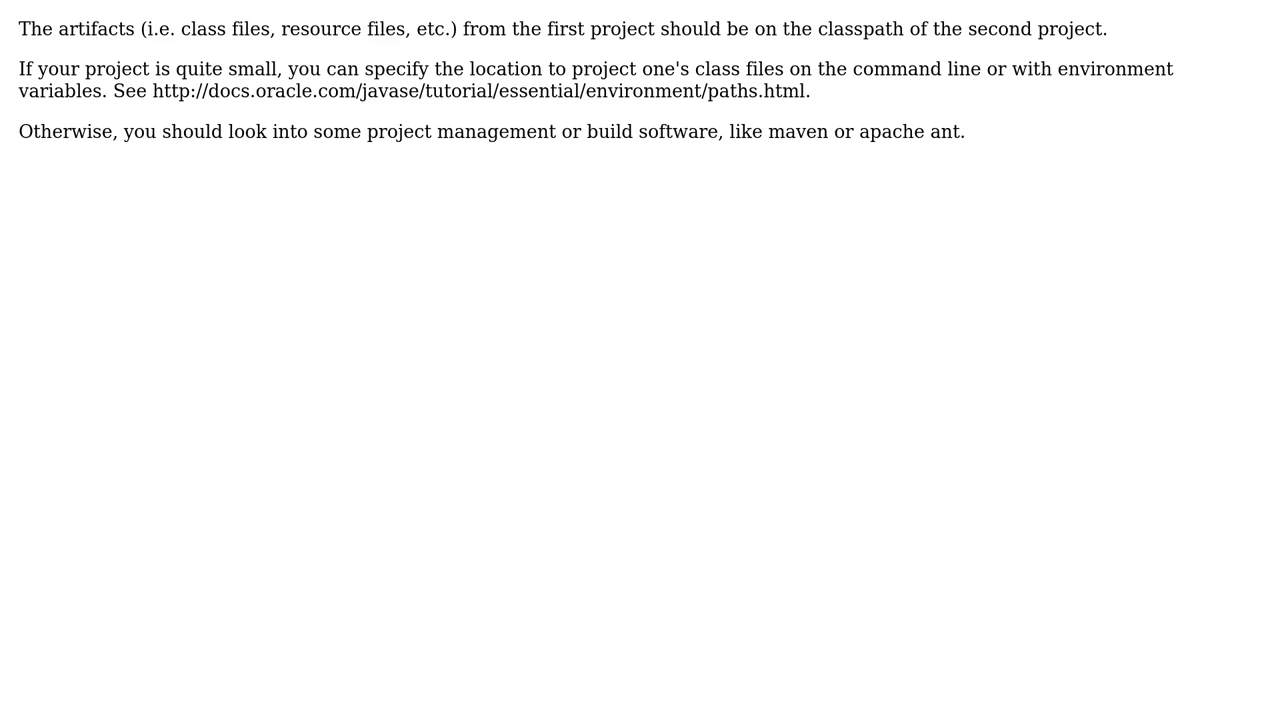 The artifacts (i.e. class files, resource files, etc.) from the first project should be on the classpath of the second project.
If your project is quite small, you can specify the location to project one's class files on the command line or with environment
variables. See http://docs.oracle.com/javase/tutorial/essential/environment/paths.html.
Otherwise, you should look into some project management or build software, like maven or apache ant.